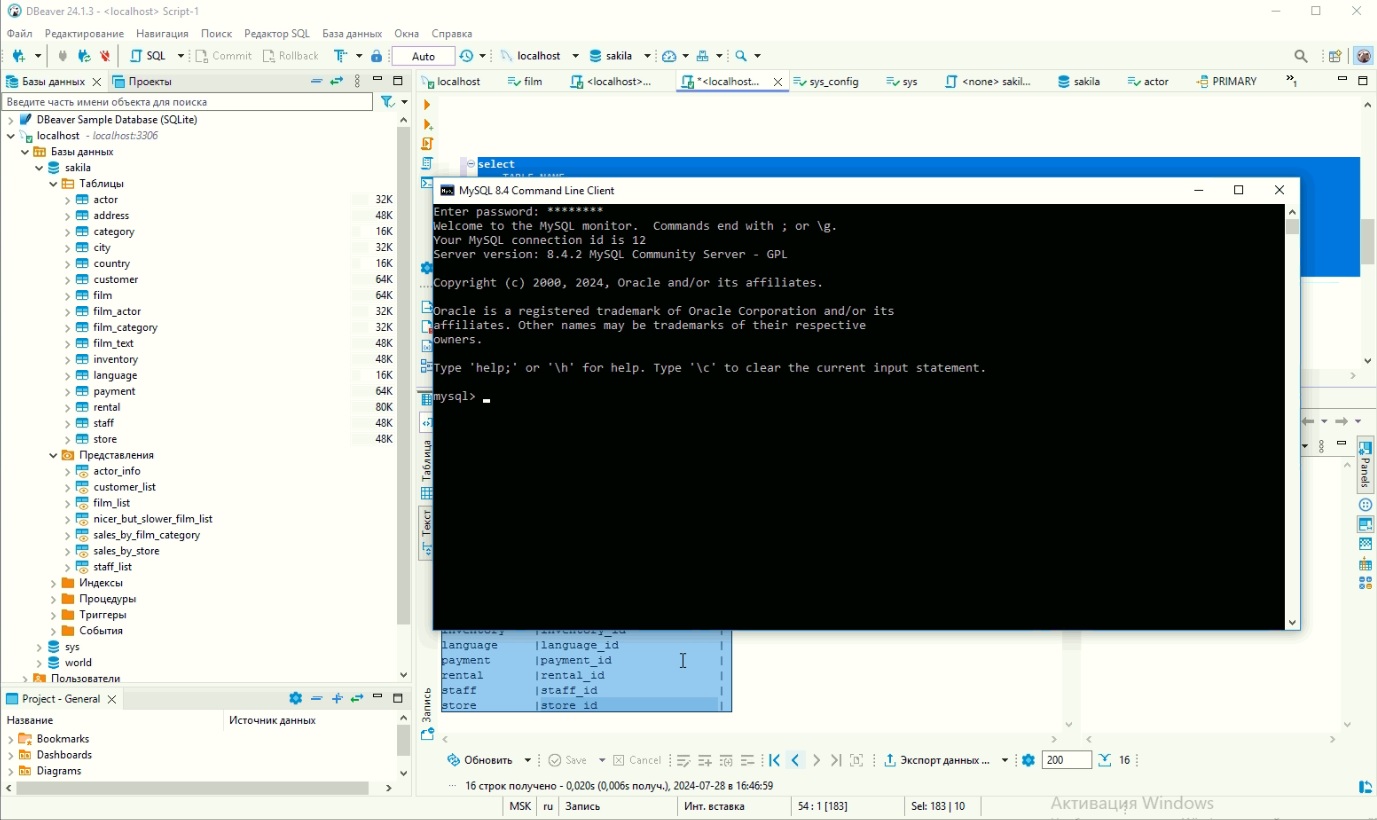 DBeaver 24.1.3 - <localhost> Script-1
Файл Редактирование Навигация Поиск Редактор SQL База данных Окна Справка
SQL Commit Rollback Auto localhost sakila
Базы данных Проекты
localhost film <localhost>... *<localhost... sys_config sys <none> sakil... sakila actor PRIMARY
Введите часть имени объекта для поиска
DBeaver Sample Database (SQLite)
localhost - localhost:3306
Базы данных
sakila
Таблицы
actor 32K
address 48K
category 16K
city 32K
country 16K
customer 64K
film 64K
film_actor 32K
film_category 32K
film_text 48K
inventory 48K
language 16K
payment 64K
rental 80K
staff 48K
store 48K
Представления
actor_info
customer_list
film_list
nicer_but_slower_film_list
sales_by_film_category
sales_by_store
staff_list
Индексы
Процедуры
Триггеры
События
sys
world
Пользователи
Project - General
Название Источник данных
Bookmarks
Dashboards
Diagrams
select
TABLE_NAME
MySQL 8.4 Command Line Client
Enter password: ********
Welcome to the MySQL monitor.  Commands end with ; or \g.
Your MySQL connection id is 12
Server version: 8.4.2 MySQL Community Server - GPL
Copyright (c) 2000, 2024, Oracle and/or its affiliates.
Oracle is a registered trademark of Oracle Corporation and/or its
affiliates. Other names may be trademarks of their respective
owners.
Type 'help;' or '\h' for help. Type '\c' to clear the current input statement.
mysql>
Таблица
Текст
Запись
Panels
inventory |inventory_id |
language |language_id |
payment |payment_id |
rental |rental_id |
staff |staff_id |
store |store_id |
Обновить Save Cancel Экспорт данных ... 200 16
16 строк получено - 0,020s (0,006s получ.), 2024-07-28 в 16:46:59
MSK ru Запись Инт. вставка 54 : 1 [183] Sel: 183 | 10
Активация Windows